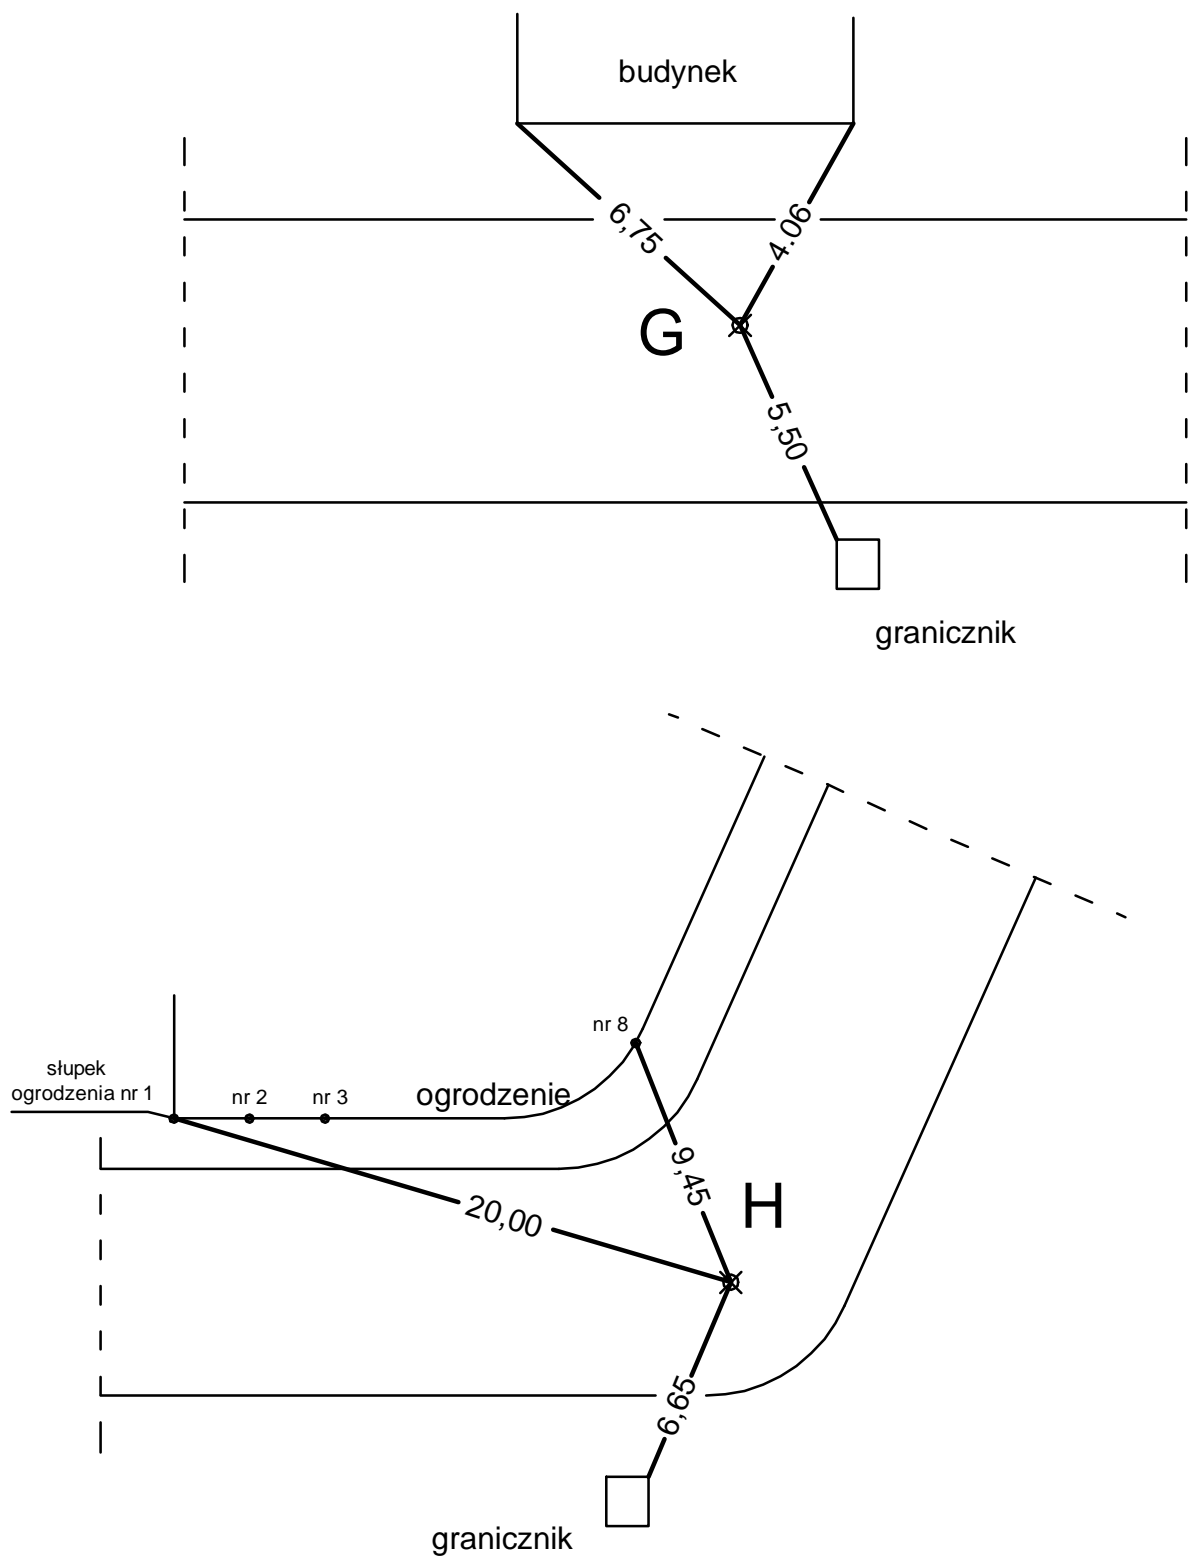 budynek
6,75
4.06
G
5,50
granicznik
nr 8
słupek
ogrodzenia nr 1
nr 2
nr 3
ogrodzenie
9,45
H
20,00
6,65
granicznik